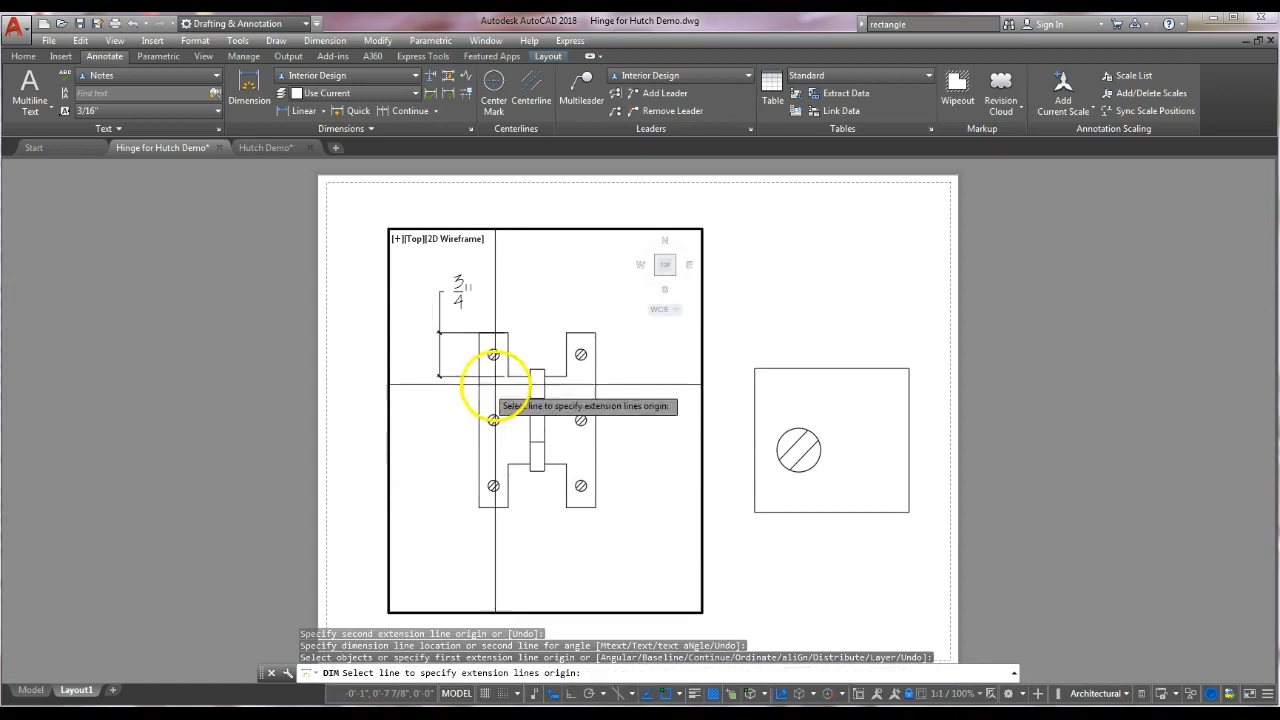 Drafting & Annotation
Autodesk AutoCAD 2018 Hinge for Hutch Demo.dwg
rectangle
Sign In
File Edit View Insert Format Tools Draw Dimension Modify Parametric Window Help Express
Home Insert Annotate Parametric View Manage Output Add-ins A360 Express Tools Featured Apps Layout
Multiline
Text
Notes
Find text
3/16"
Text
Dimension
Interior Design
Use Current
Linear Quick Continue
Dimensions
Center
Mark
Centerline
Centerlines
Multileader
Interior Design
Add Leader
Remove Leader
Leaders
Table
Standard
Extract Data
Link Data
Tables
Wipeout
Revision
Cloud
Markup
Add
Current Scale
Scale List
Add/Delete Scales
Sync Scale Positions
Annotation Scaling
Start Hinge for Hutch Demo* Hutch Demo*
[+][Top][2D Wireframe]
N
W TOP E
S
WCS
3/4"
Select line to specify extension lines origin:
Specify second extension line origin or [Undo]:
Specify dimension line location or second line for angle [Mtext/Text/text aNgle/Undo]:
Select objects or specify first extension line origin or [Angular/Baseline/Continue/Ordinate/aliGn/Distribute/Layer/Undo]:
DIM Select line to specify extension lines origin:
Model Layout1
-0'-1", 0'-7 7/8", 0'-0" MODEL
1:1 / 100%
Architectural